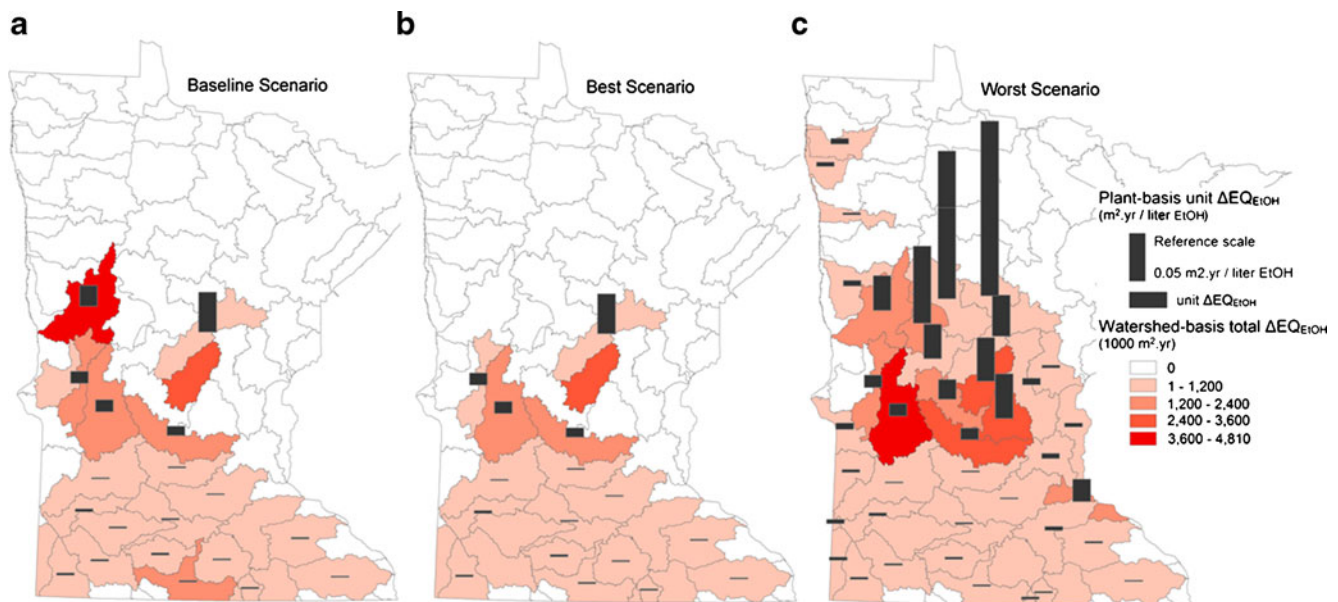 a
b
c
Baseline Scenario
Best Scenario
Worst Scenario
Plant-basis unit ΔEQEtOH
(m².yr / liter EtOH)
Reference scale
0.05 m2.yr / liter EtOH
unit ΔEQEtOH
Watershed-basis total ΔEQEtOH
(1000 m².yr)
0
1 - 1,200
1,200 - 2,400
2,400 - 3,600
3,600 - 4,810